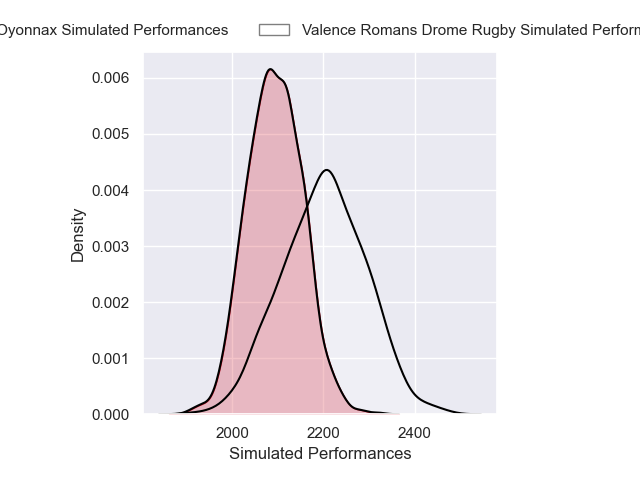 Oyonnax Simulated Performances
Valence Romans Drome Rugby Simulated
0.006
0.005
0.004
0.003
0.002
0.001
0.000
Density
2000 2200 2400
Simulated Performances